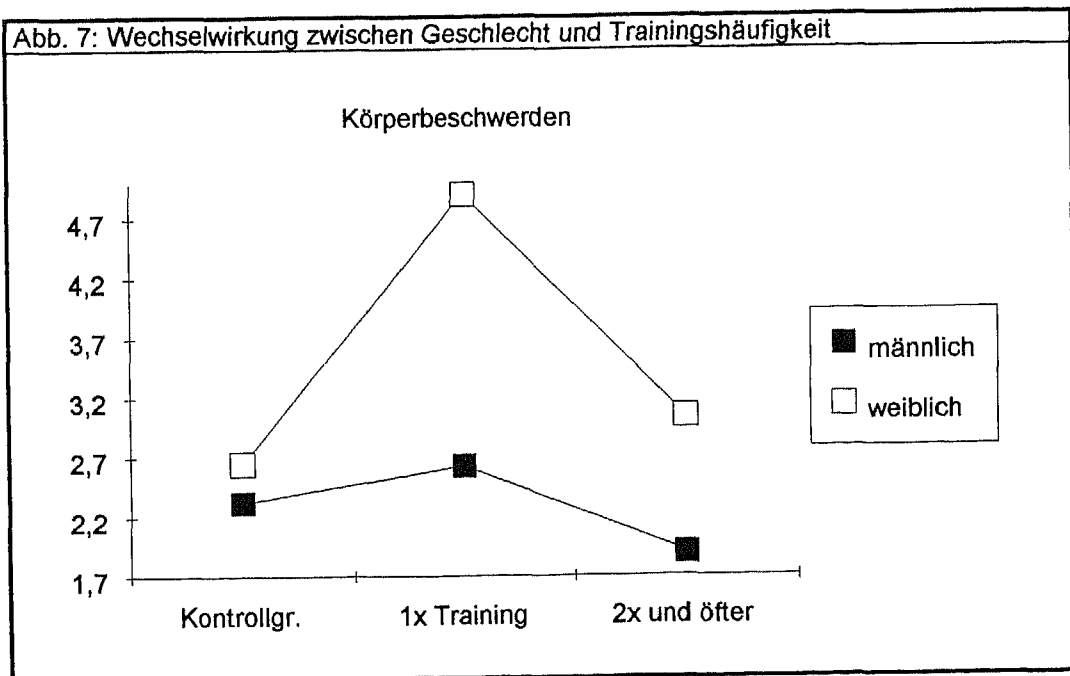 Abb. 7: Wechselwirkung zwischen Geschlecht und Trainingshäufigkeit
Körperbeschwerden
4,7
4,2
3,7
3,2
2,7
2,2
1,7
Kontrollgr. 1x Training 2x und öfter
männlich
weiblich